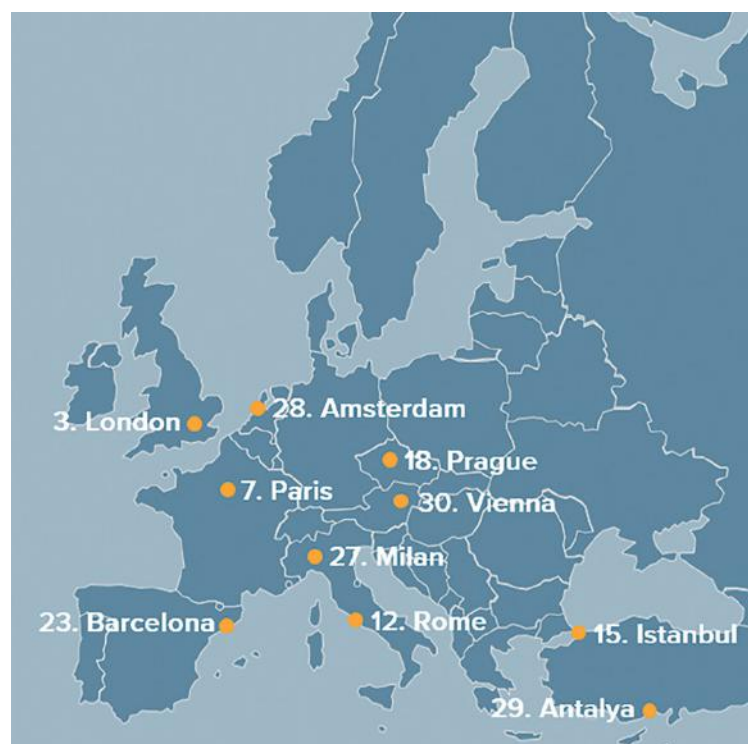 28. Amsterdam
3. London
18. Prague
7. Paris
30. Vienna
27. Milan
23. Barcelona
12. Rome
15. Istanbul
29. Antalya